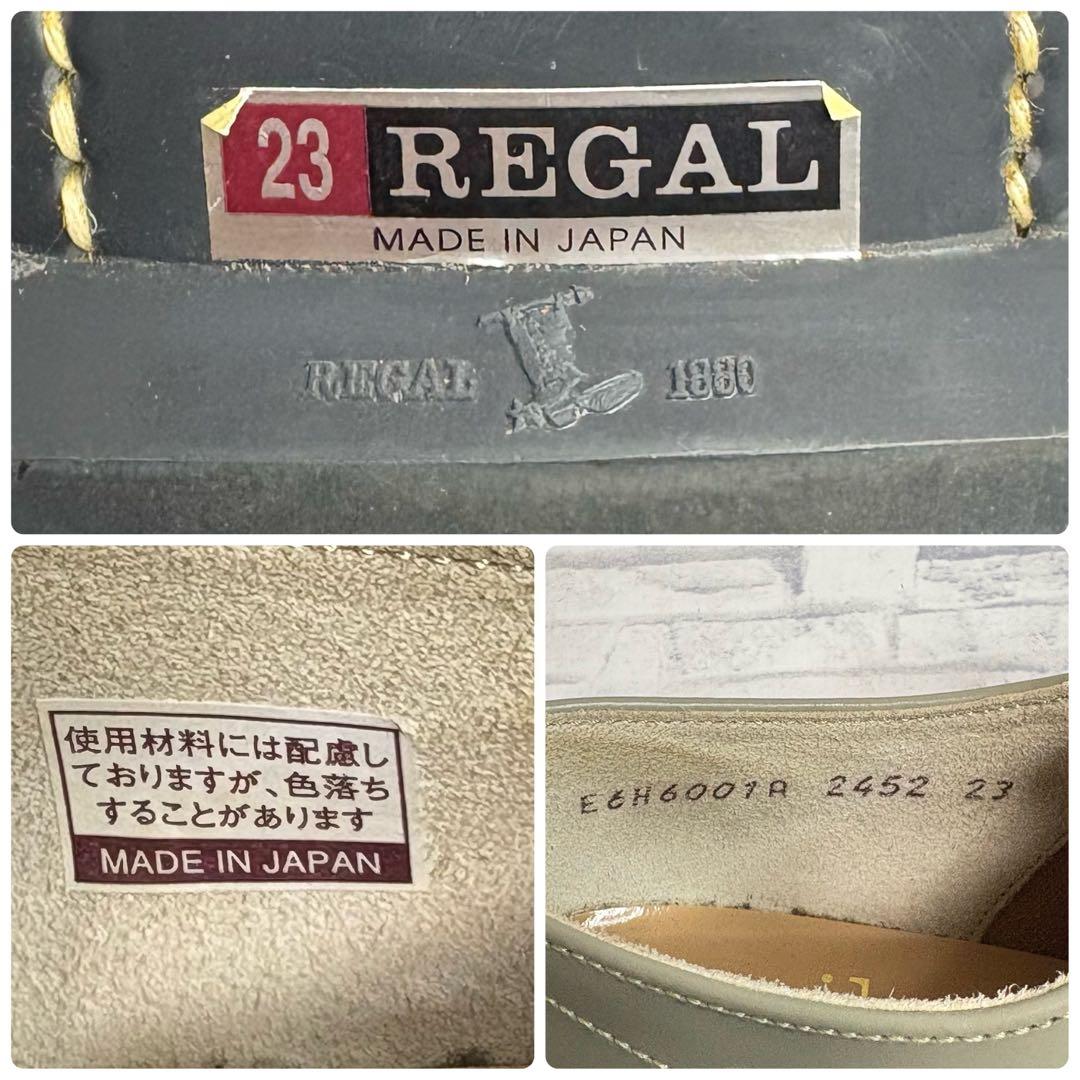 23 REGAL
MADE IN JAPAN
REGAL 1880
使用材料には配慮し
ておりますが、色落ち
することがあります
MADE IN JAPAN
E6H6001A 2452 23